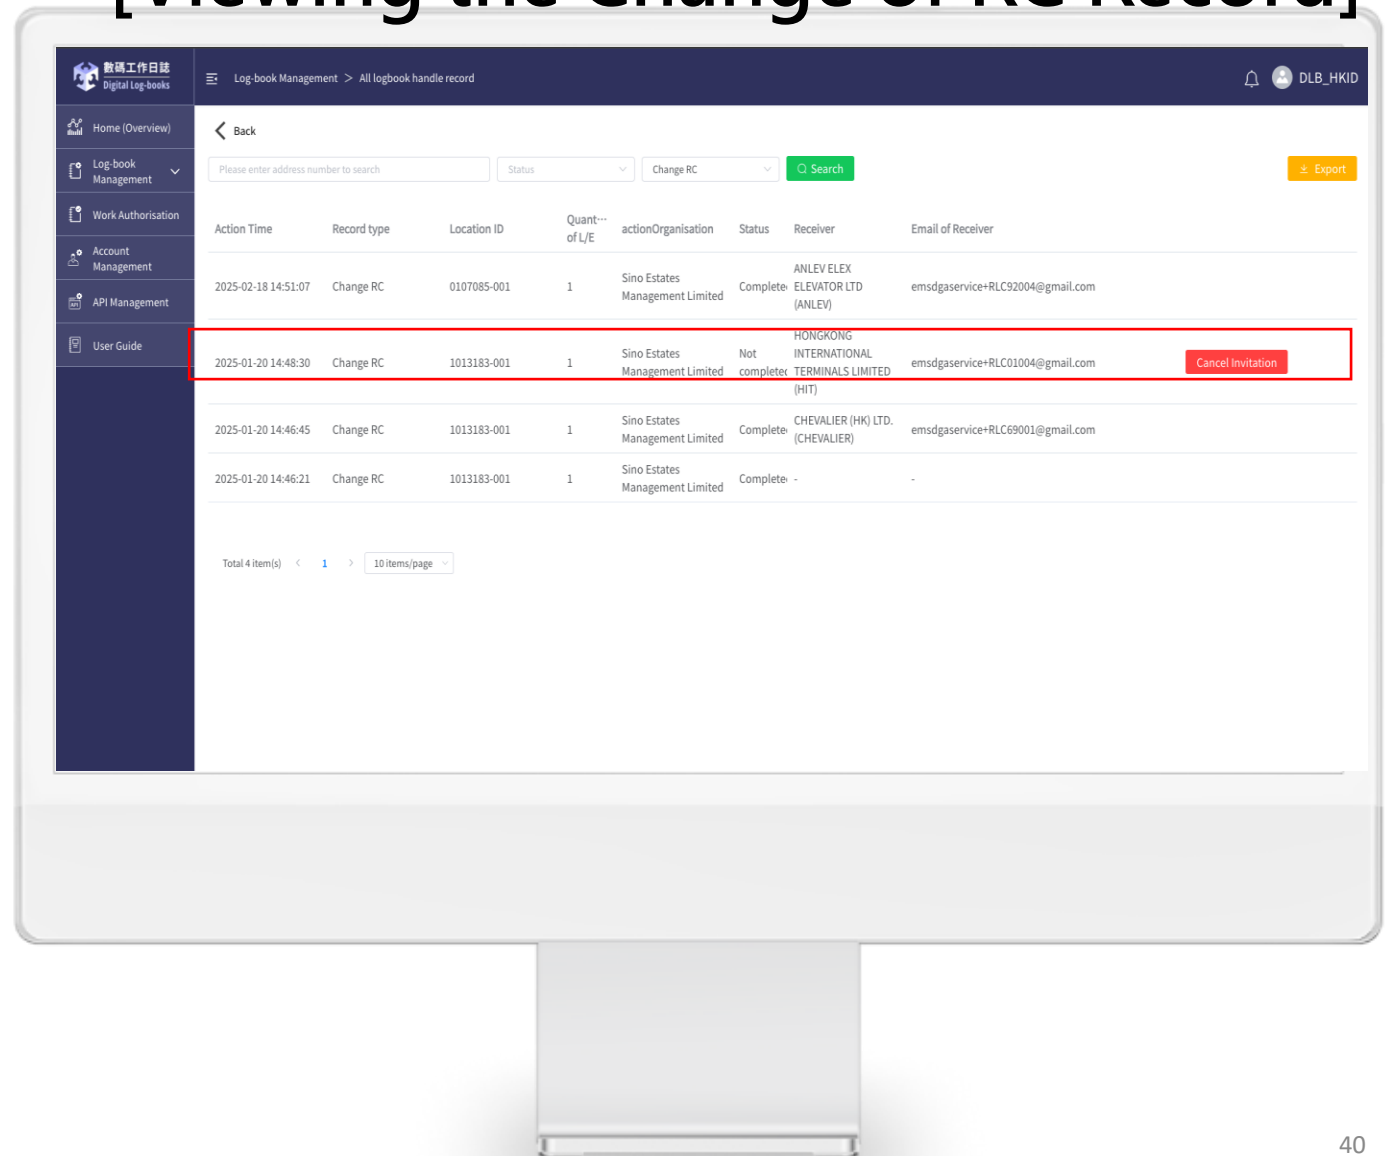 [Viewing the Change of RC Record]
數碼工作日誌
Digital Log-books
Log-book Management > All logbook handle record
DLB_HKID
Home (Overview)
Log-book
Management
Work Authorisation
Account
Management
API Management
User Guide
Back
Please enter address number to search
Status
Change RC
Search
Export
Action Time Record type Location ID Quant··· of L/E actionOrganisation Status Receiver Email of Receiver
2025-02-18 14:51:07 Change RC 0107085-001 1 Sino Estates Management Limited Complete ANLEV ELEX ELEVATOR LTD (ANLEV) emsdgaservice+RLC92004@gmail.com
2025-01-20 14:48:30 Change RC 1013183-001 1 Sino Estates Management Limited Not completed HONGKONG INTERNATIONAL TERMINALS LIMITED (HIT) emsdgaservice+RLC01004@gmail.com Cancel Invitation
2025-01-20 14:46:45 Change RC 1013183-001 1 Sino Estates Management Limited Complete CHEVALIER (HK) LTD. (CHEVALIER) emsdgaservice+RLC69001@gmail.com
2025-01-20 14:46:21 Change RC 1013183-001 1 Sino Estates Management Limited Complete - -
Total 4 item(s) < 1 > 10 items/page
40